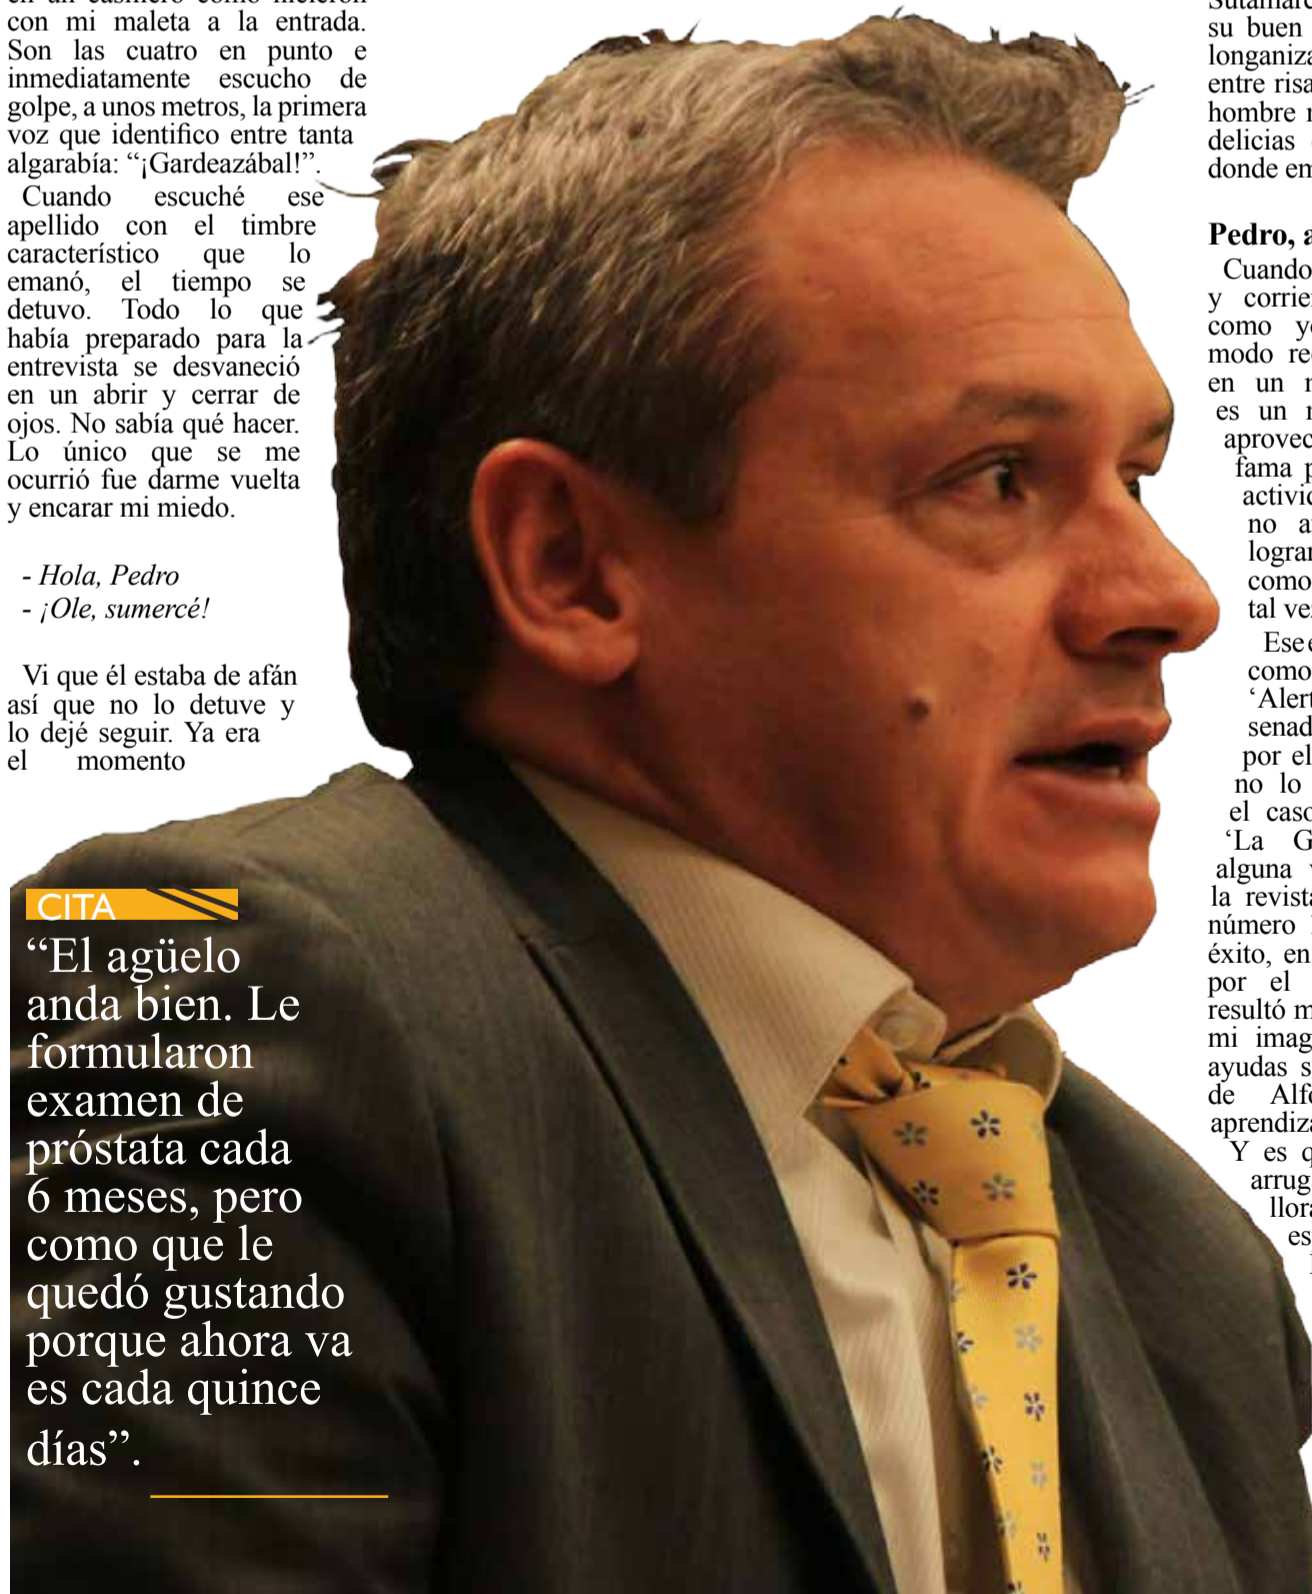 con mi maleta a la entrada.
Son las cuatro en punto e
inmediatamente escucho de
golpe, a unos metros, la primera
voz que identifico entre tanta
algarabía: “¡Gardeazábal!”.
Cuando escuché ese
apellido con el timbre
característico que lo
emanó, el tiempo se
detuvo. Todo lo que
había preparado para la
entrevista se desvaneció
en un abrir y cerrar de
ojos. No sabía qué hacer.
Lo único que se me
ocurrió fue darme vuelta
y encarar mi miedo.
- Hola, Pedro
- ¡Ole, sumercé!
Vi que él estaba de afán
así que no lo detuve y
lo dejé seguir. Ya era
el momento
CITA
“El agüelo
anda bien. Le
formularon
examen de
próstata cada
6 meses, pero
como que le
quedó gustando
porque ahora va
es cada quince
días”.
su buen
entre risa
hombre
delicias
donde
Pedro,
Cuando
y
como
modo
en un
es un
fama
no
como
tal
Ese
como
por el
no lo
el caso
‘La
alguna
la revista
número
éxito, en
por el
resultó
mi
ayudas
de
Y es